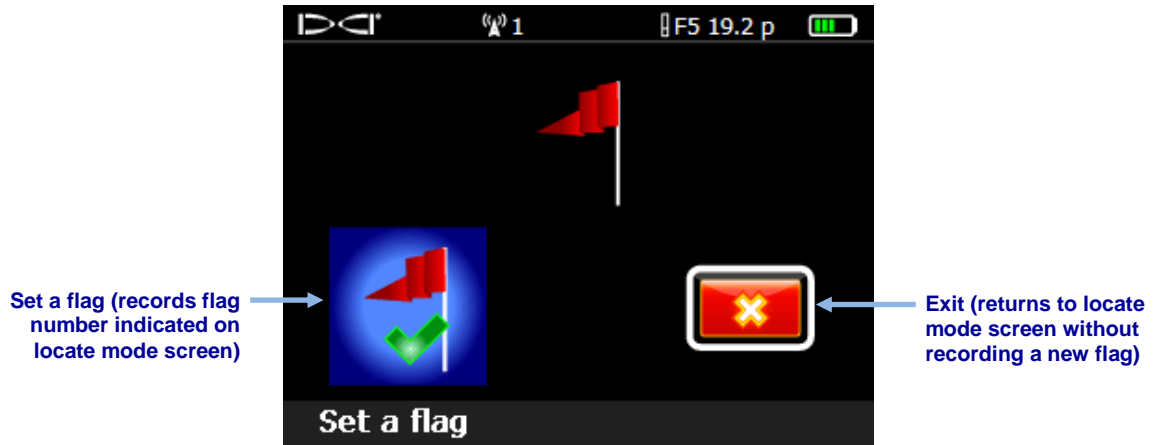 DCI 1 F5 19.2 p
Set a flag (records flag
number indicated on
locate mode screen)
Exit (returns to locate
mode screen without
recording a new flag)
Set a flag